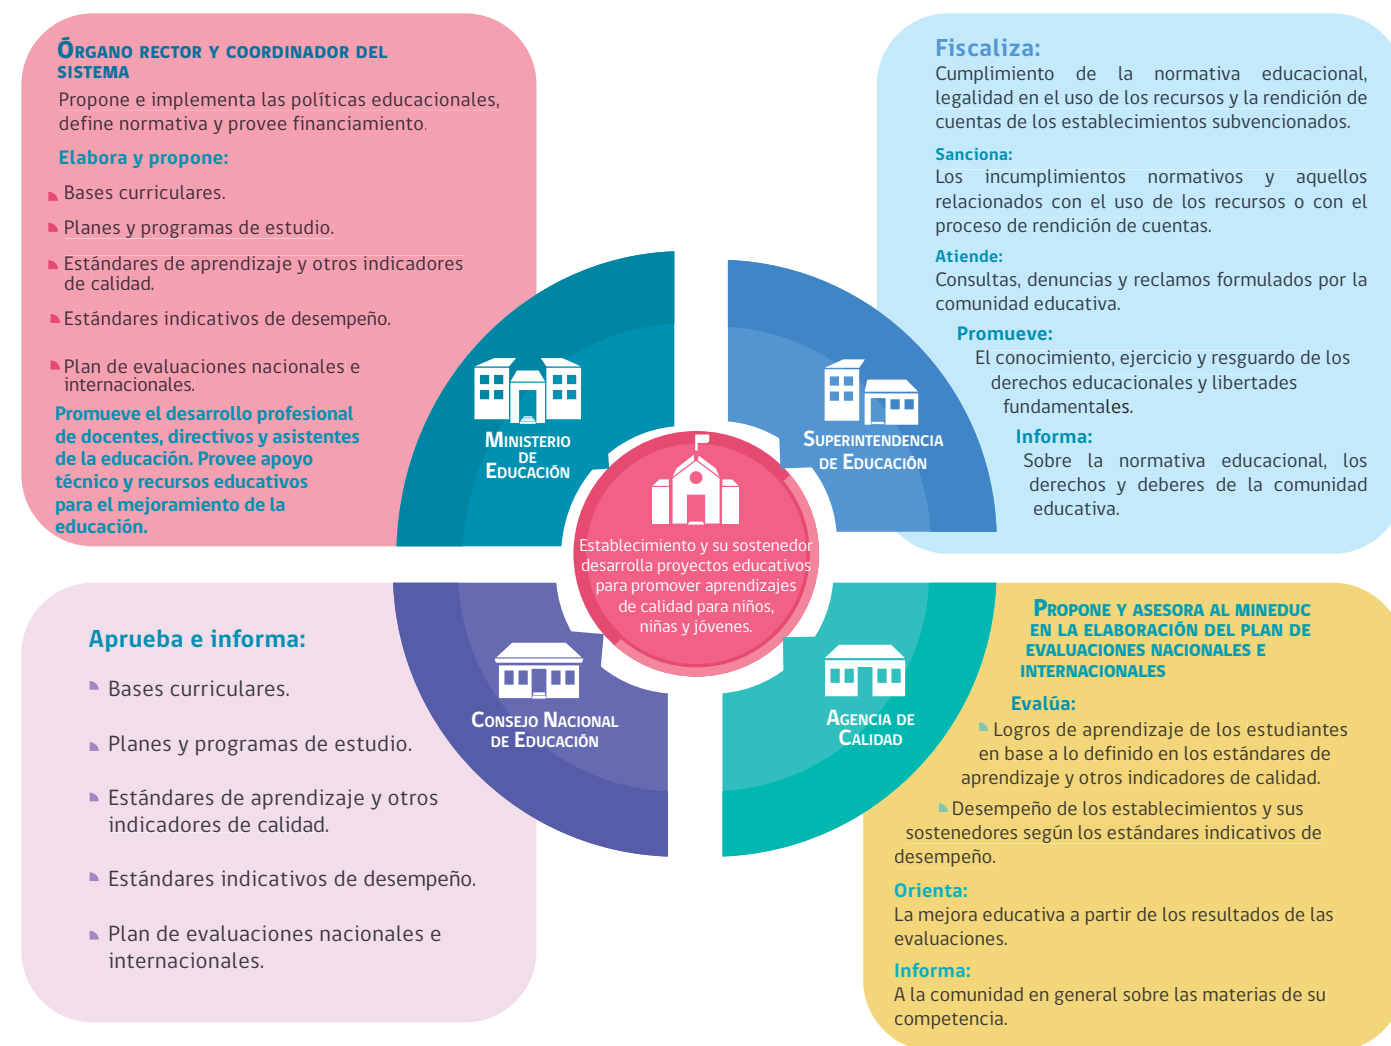 ÓRGANO RECTOR Y COORDINADOR DEL
SISTEMA
Propone e implementa las políticas educacionales,
define normativa y provee financiamiento.
Elabora y propone:
Bases curriculares.
Planes y programas de estudio.
Estándares de aprendizaje y otros indicadores
de calidad.
Estándares indicativos de desempeño.
Plan de evaluaciones nacionales e
internacionales.
Promueve el desarrollo profesional
de docentes, directivos y asistentes
de la educación. Provee apoyo
técnico y recursos educativos
para el mejoramiento de la
educación.
MINISTERIO
DE
EDUCACIÓN
Fiscaliza:
Cumplimiento de la normativa educacional,
legalidad en el uso de los recursos y la rendición de
cuentas de los establecimientos subvencionados.
Sanciona:
Los incumplimientos normativos y aquellos
relacionados con el uso de los recursos o con el
proceso de rendición de cuentas.
Atiende:
Consultas, denuncias y reclamos formulados por la
comunidad educativa.
Promueve:
El conocimiento, ejercicio y resguardo de los
derechos educacionales y libertades
fundamentales.
Informa:
Sobre la normativa educacional, los
derechos y deberes de la comunidad
educativa.
SUPERINTENDENCIA
DE EDUCACIÓN
Establecimiento y su sostenedor
desarrolla proyectos educativos
para promover aprendizajes
de calidad para niños,
niñas y jóvenes.
Aprueba e informa:
Bases curriculares.
Planes y programas de estudio.
Estándares de aprendizaje y otros
indicadores de calidad.
Estándares indicativos de desempeño.
Plan de evaluaciones nacionales e
internacionales.
CONSEJO NACIONAL
DE EDUCACIÓN
AGENCIA DE
CALIDAD
PROPONE Y ASESORA AL MINEDUC
EN LA ELABORACIÓN DEL PLAN DE
EVALUACIONES NACIONALES E
INTERNACIONALES
Evalúa:
Logros de aprendizaje de los estudiantes
en base a lo definido en los estándares de
aprendizaje y otros indicadores de calidad.
Desempeño de los establecimientos y sus
sostenedores según los estándares indicativos de
desempeño.
Orienta:
La mejora educativa a partir de los resultados de las
evaluaciones.
Informa:
A la comunidad en general sobre las materias de su
competencia.